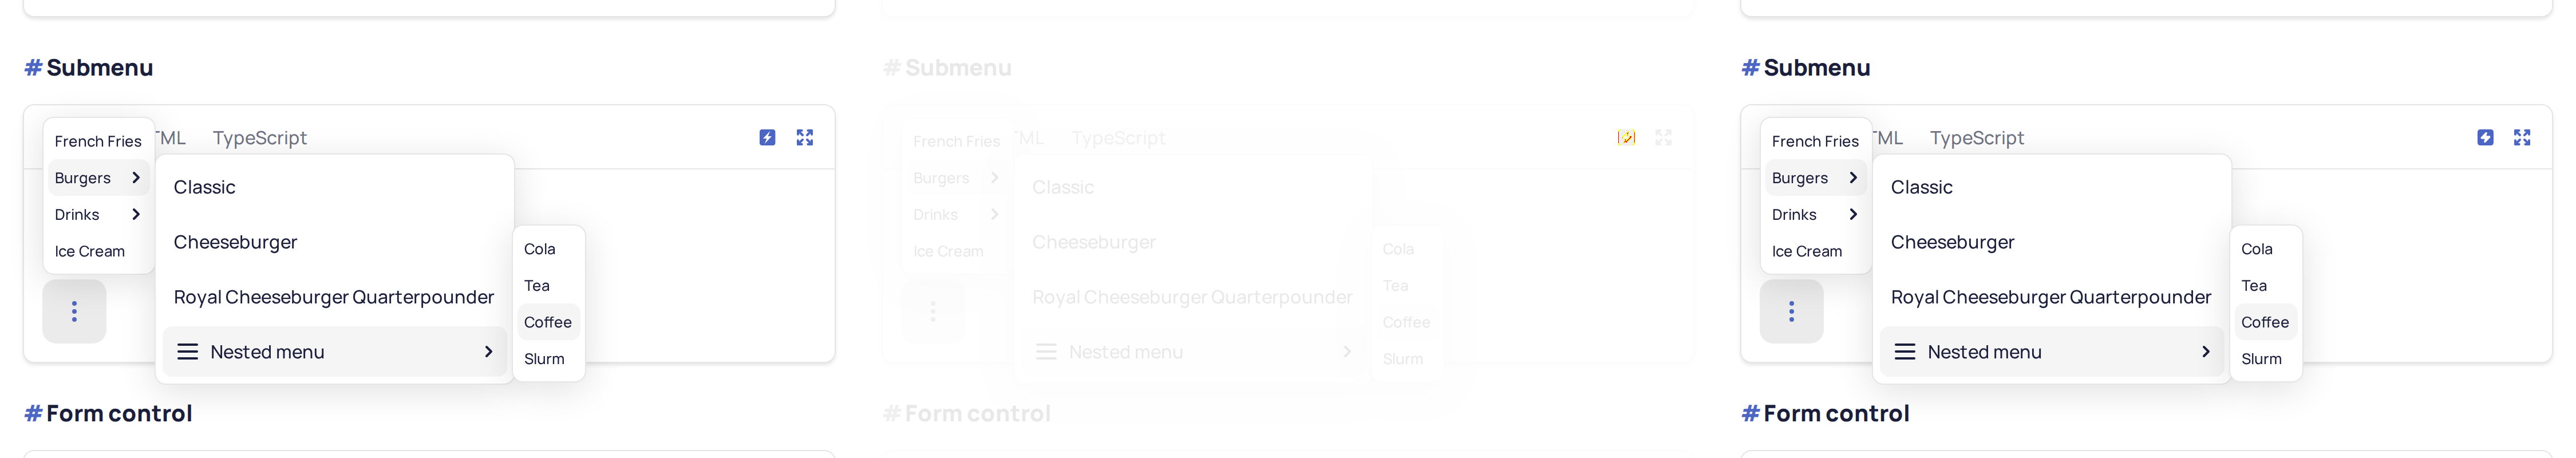 # Submenu
French Fries
TML TypeScript
Burgers
Classic
Drinks
Cheeseburger
Ice Cream
Cola
Tea
Royal Cheeseburger Quarterpounder
Coffee
Nested menu
Slurm
# Form control
# Submenu
French Fries
TML TypeScript
Burgers
Classic
Drinks
Cheeseburger
Ice Cream
Cola
Tea
Royal Cheeseburger Quarterpounder
Coffee
Nested menu
Slurm
# Form control
# Submenu
French Fries
TML TypeScript
Burgers
Classic
Drinks
Cheeseburger
Ice Cream
Cola
Tea
Royal Cheeseburger Quarterpounder
Coffee
Nested menu
Slurm
# Form control